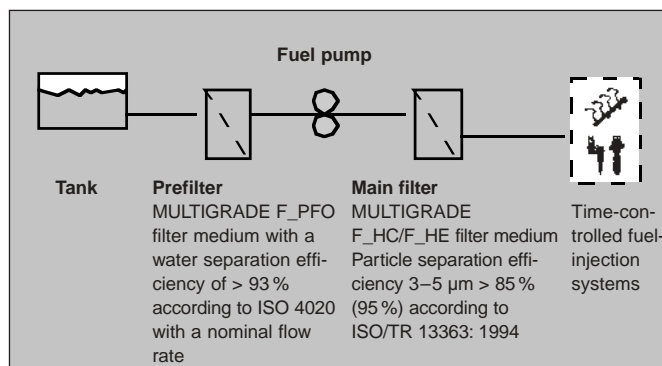 Fuel pump
Tank
Prefilter
MULTIGRADE F_PFO
filter medium with a
water separation effi-
ciency of > 93 %
according to ISO 4020
with a nominal flow
rate
Main filter
MULTIGRADE
F_HC/F_HE filter medium
Particle separation effi-
ciency 3–5 µm > 85 %
(95 %) according to
ISO/TR 13363: 1994
Time-con-
trolled fuel-
injection
systems